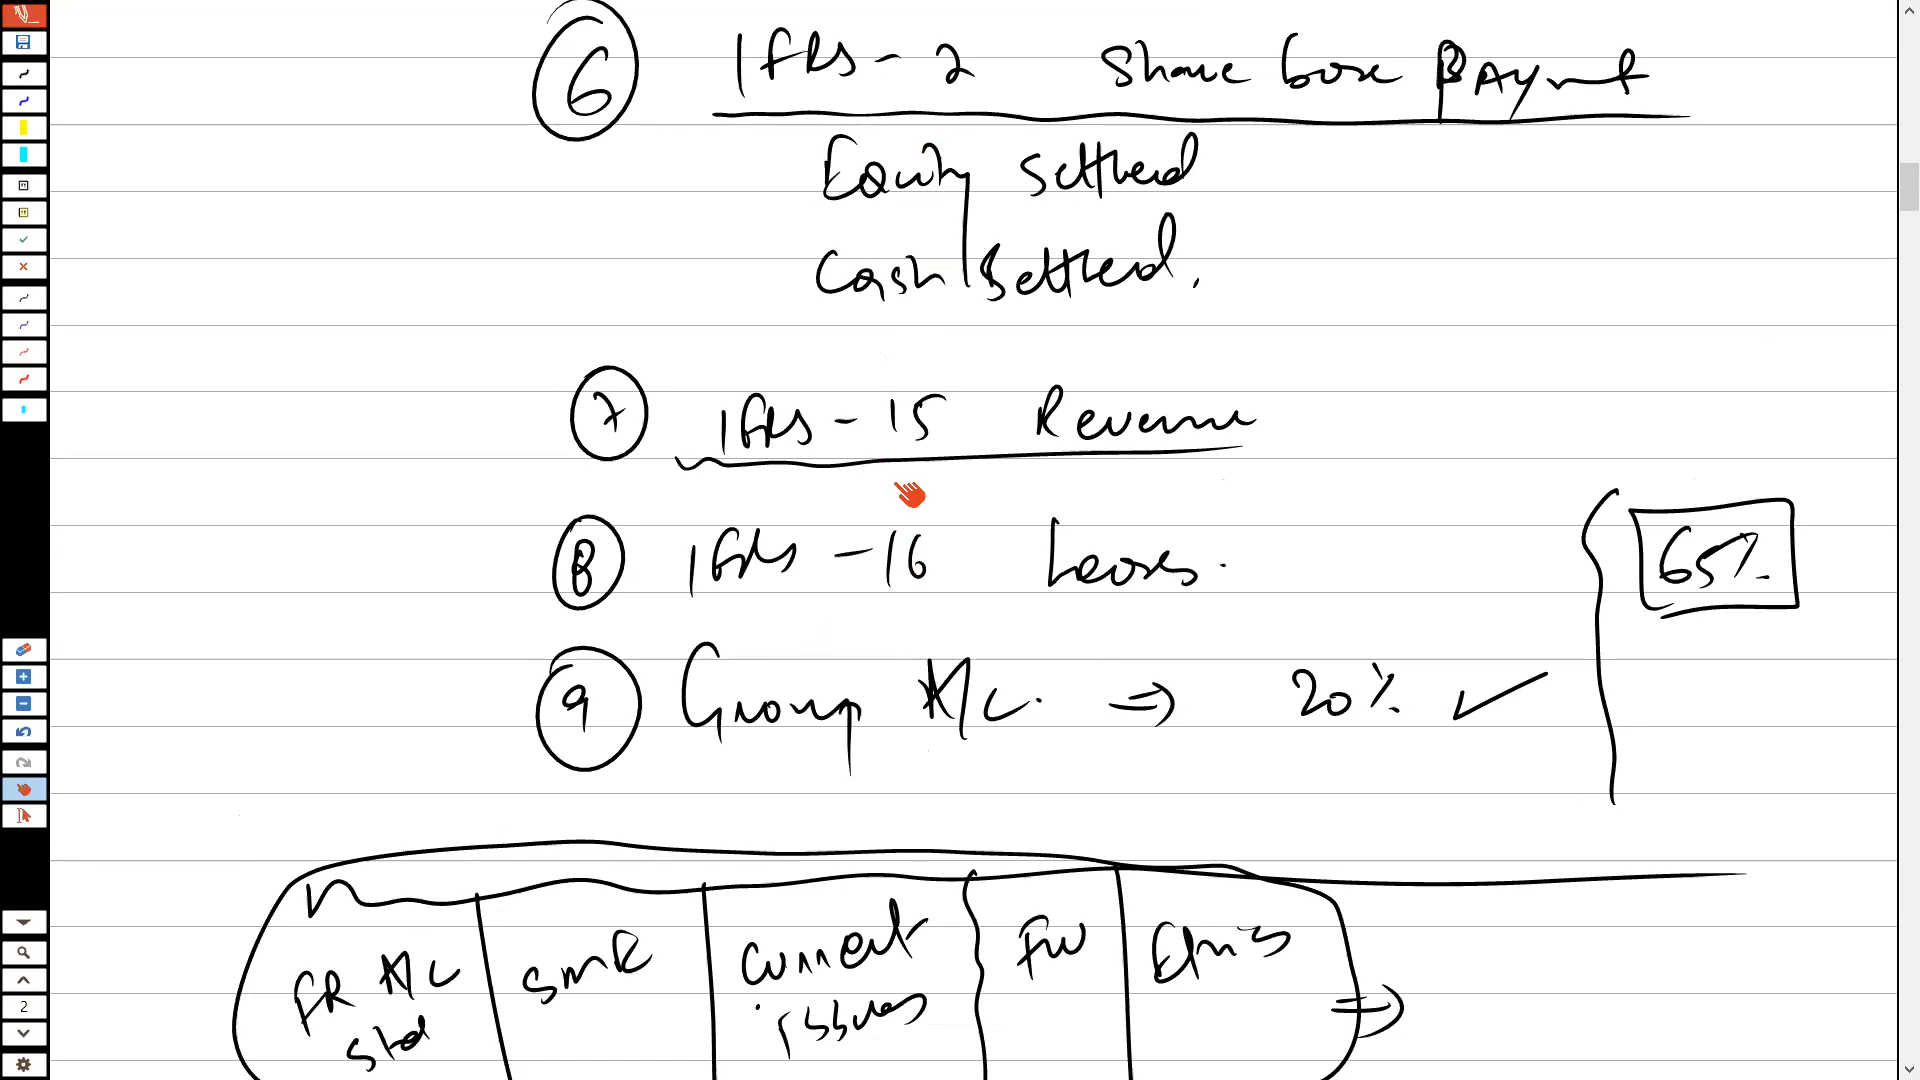 6 IFRS-2 Share base Payment
Equity Settled
Cash Settled.
7 IFRS-15 Revenue
8 IFRS-16 Leases.
65%
9 Group A/C. ⇒ 20% ✓
FR A/C Std
SME
Current issues
FW
Ethics ⇒
2